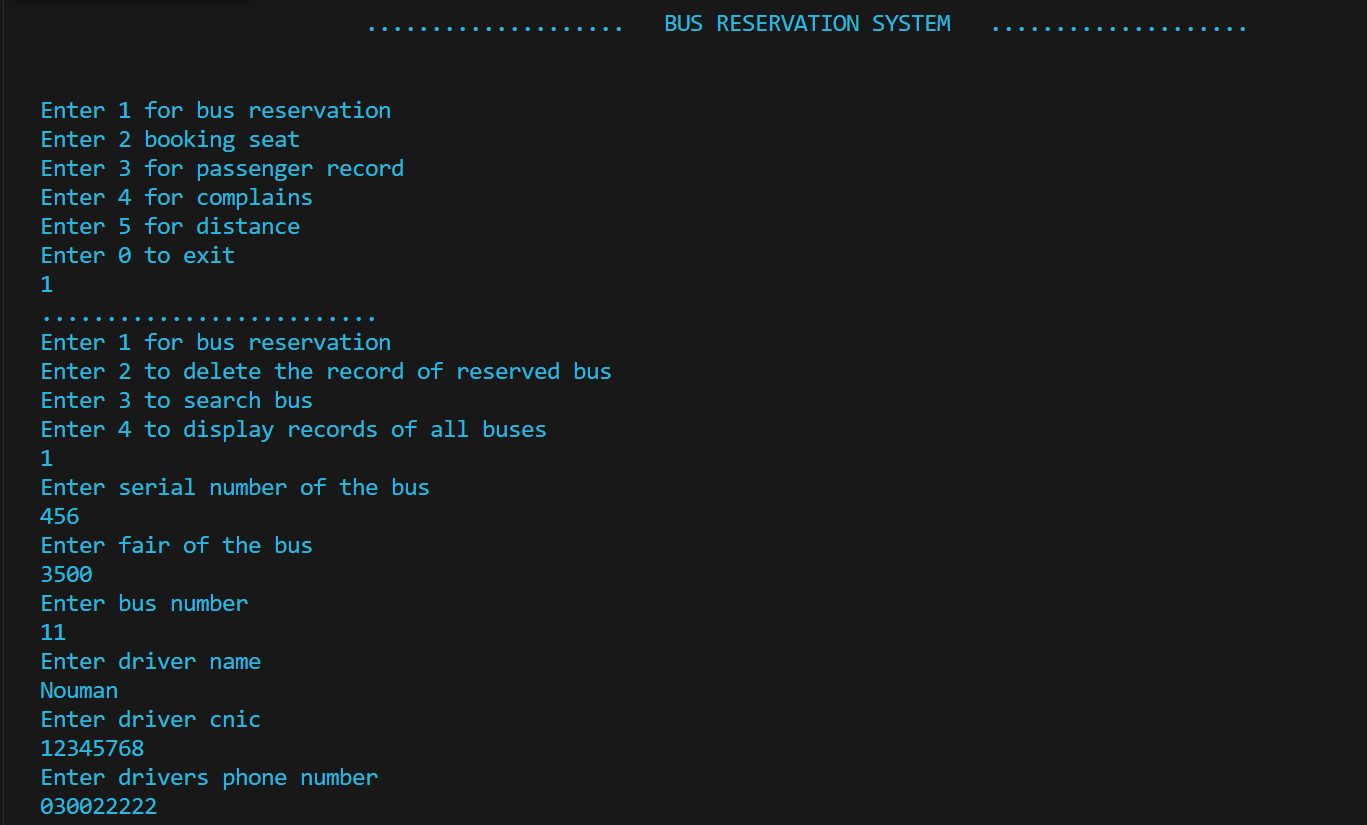 .................... BUS RESERVATION SYSTEM ....................
Enter 1 for bus reservation
Enter 2 booking seat
Enter 3 for passenger record
Enter 4 for complains
Enter 5 for distance
Enter 0 to exit
1
..........................
Enter 1 for bus reservation
Enter 2 to delete the record of reserved bus
Enter 3 to search bus
Enter 4 to display records of all buses
1
Enter serial number of the bus
456
Enter fair of the bus
3500
Enter bus number
11
Enter driver name
Nouman
Enter driver cnic
12345768
Enter drivers phone number
030022222